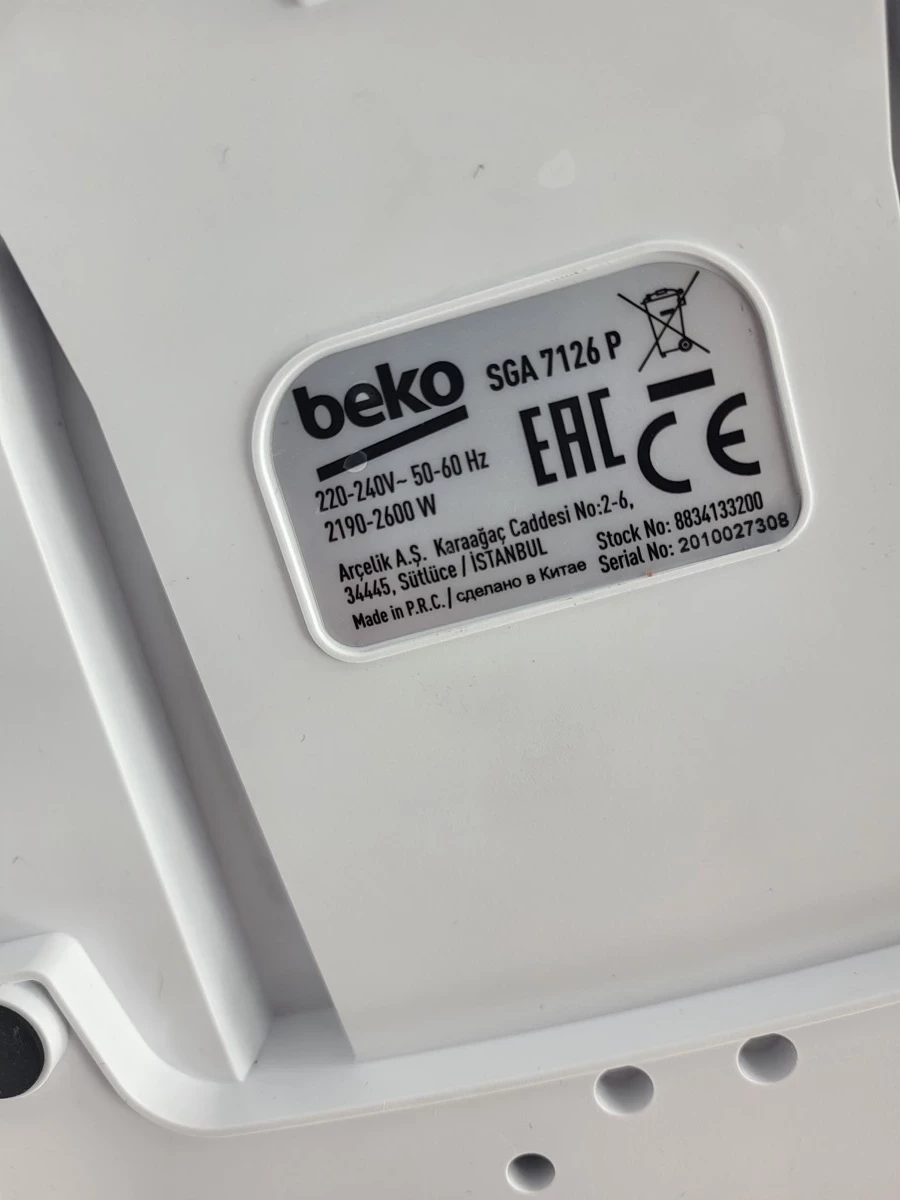 beko SGA 7126 P
EAC CE
220-240V~ 50-60 Hz
2190-2600 W
Arçelik A.Ş. Karaağaç Caddesi No:2-6,
34445, Sütlüce / İSTANBUL
Made in P.R.C./ сделано в Китае
Stock No: 8834133200
Serial No: 2010027308